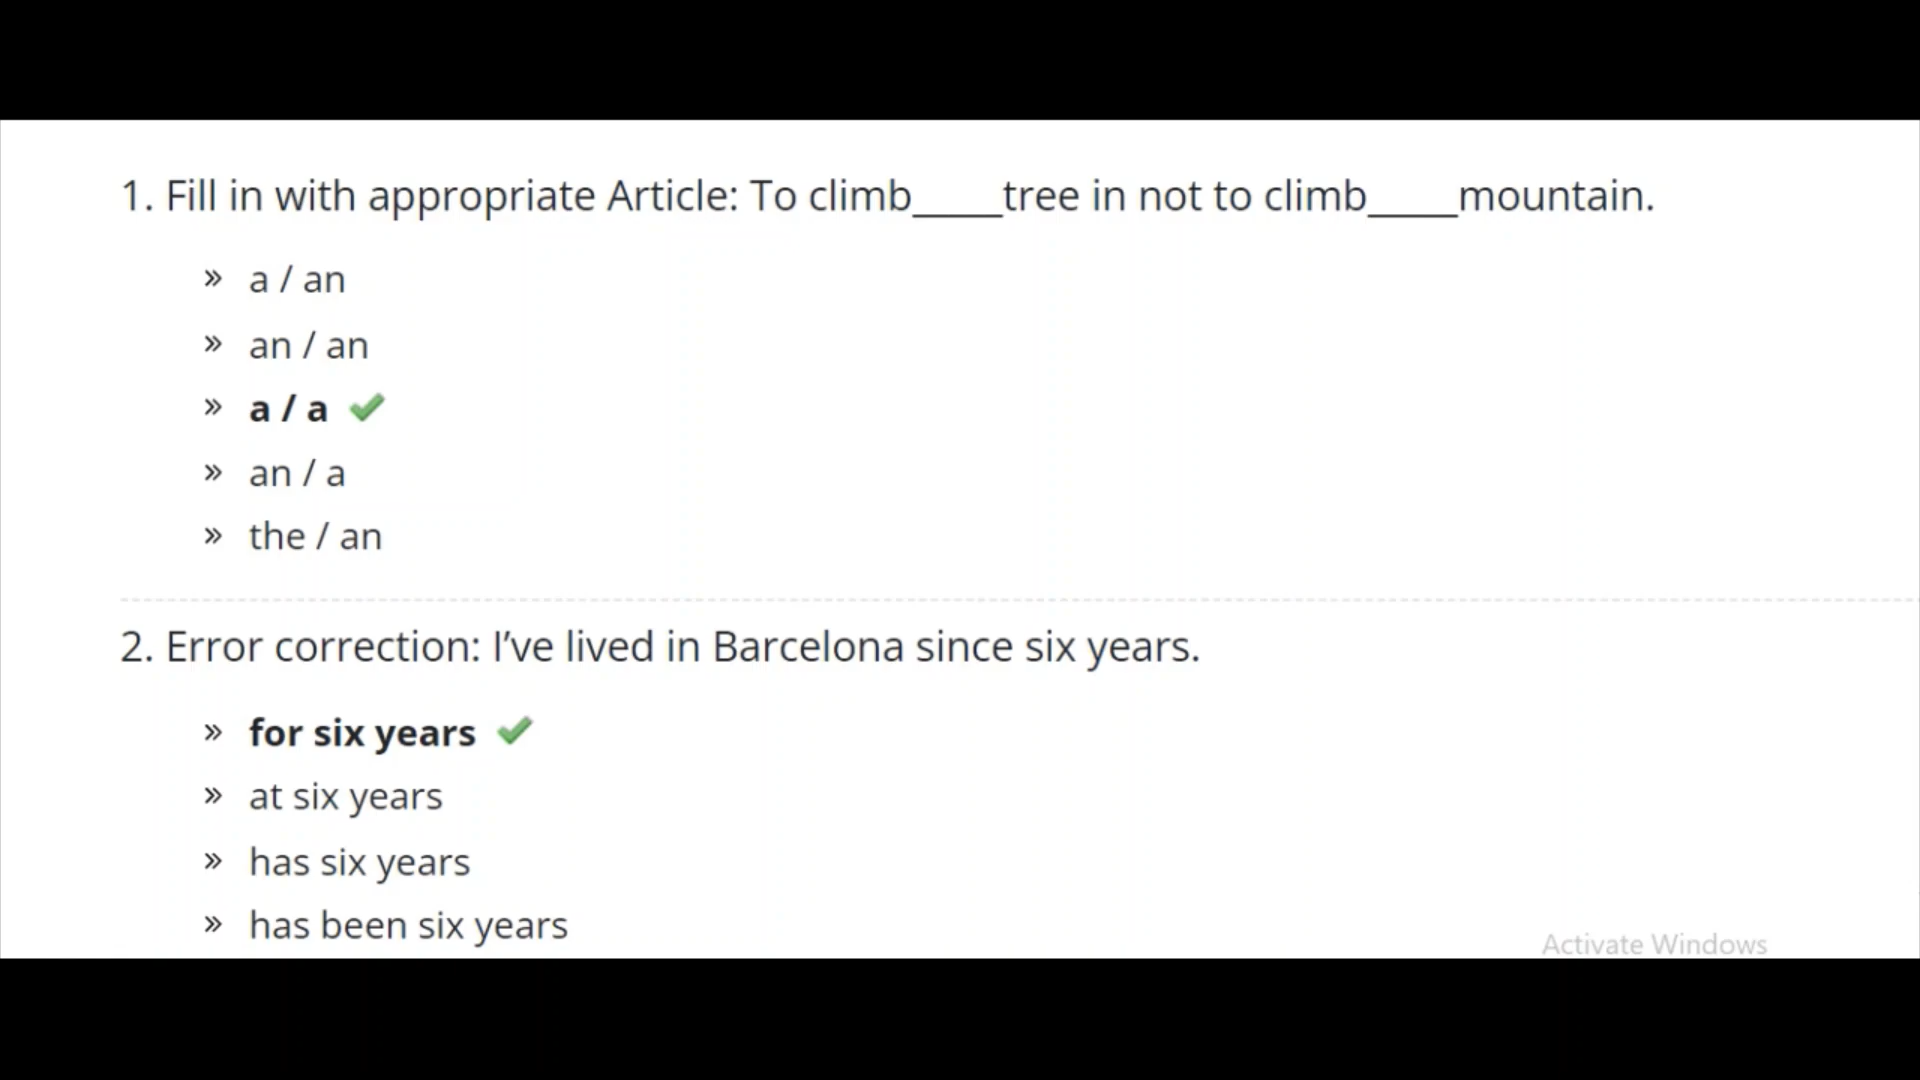 1. Fill in with appropriate Article: To climb_____tree in not to climb_____mountain.
» a / an
» an / an
» a / a
» an / a
» the / an
2. Error correction: I’ve lived in Barcelona since six years.
» for six years
» at six years
» has six years
» has been six years
Activate Windows